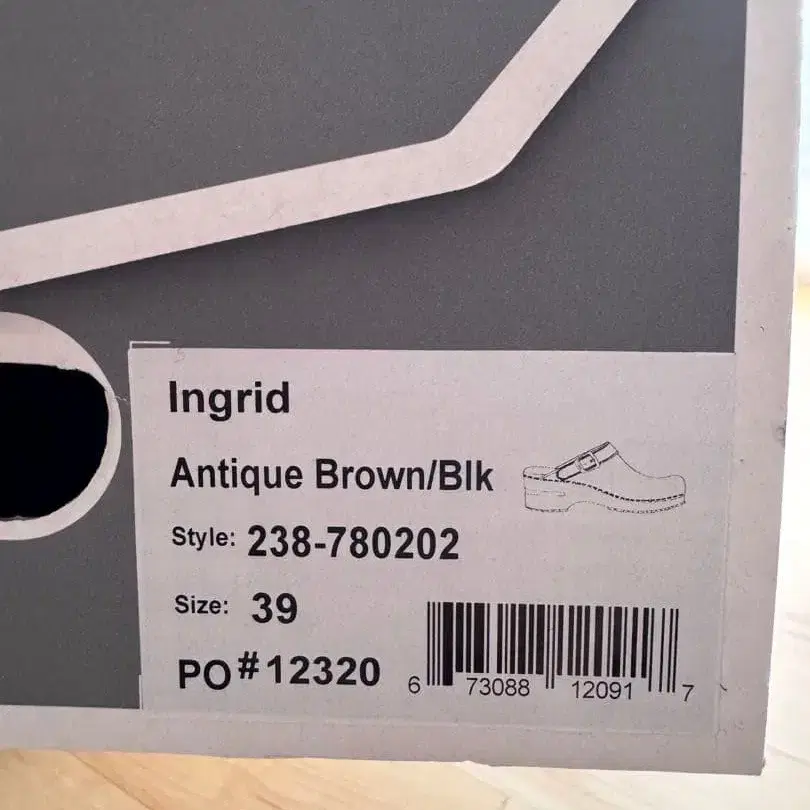 Ingrid
Antique Brown/Blk
Style: 238-780202
Size: 39
PO#12320
6 73088 12091 7